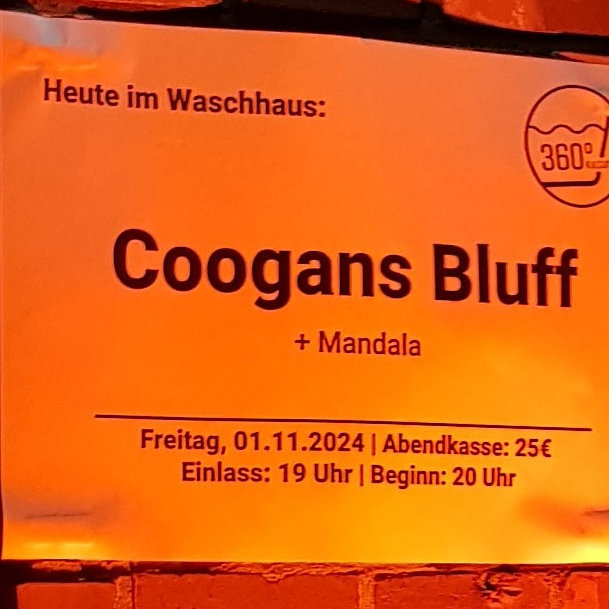 Heute im Waschhaus:
360°
Coogans Bluff
+ Mandala
Freitag, 01.11.2024 | Abendkasse: 25€
Einlass: 19 Uhr | Beginn: 20 Uhr